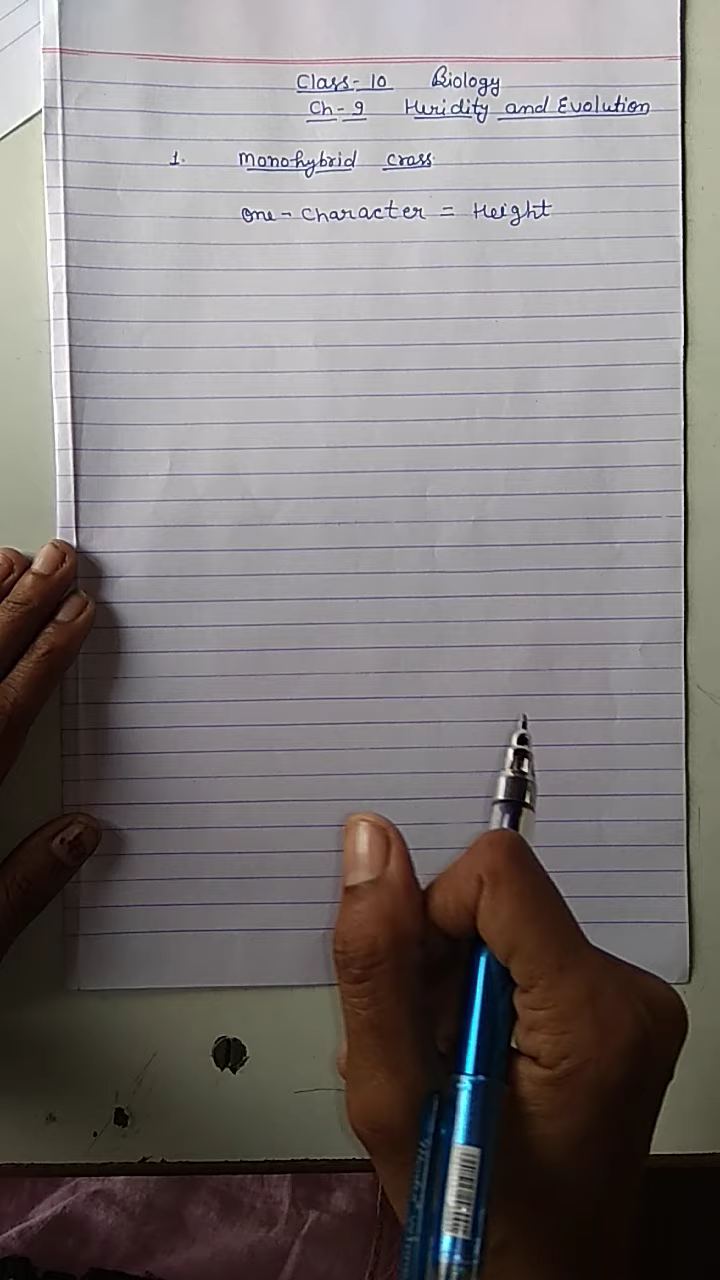 Class-10 Biology
Ch-9 Heridity and Evolution
1. Monohybrid cross
One-Character = Height